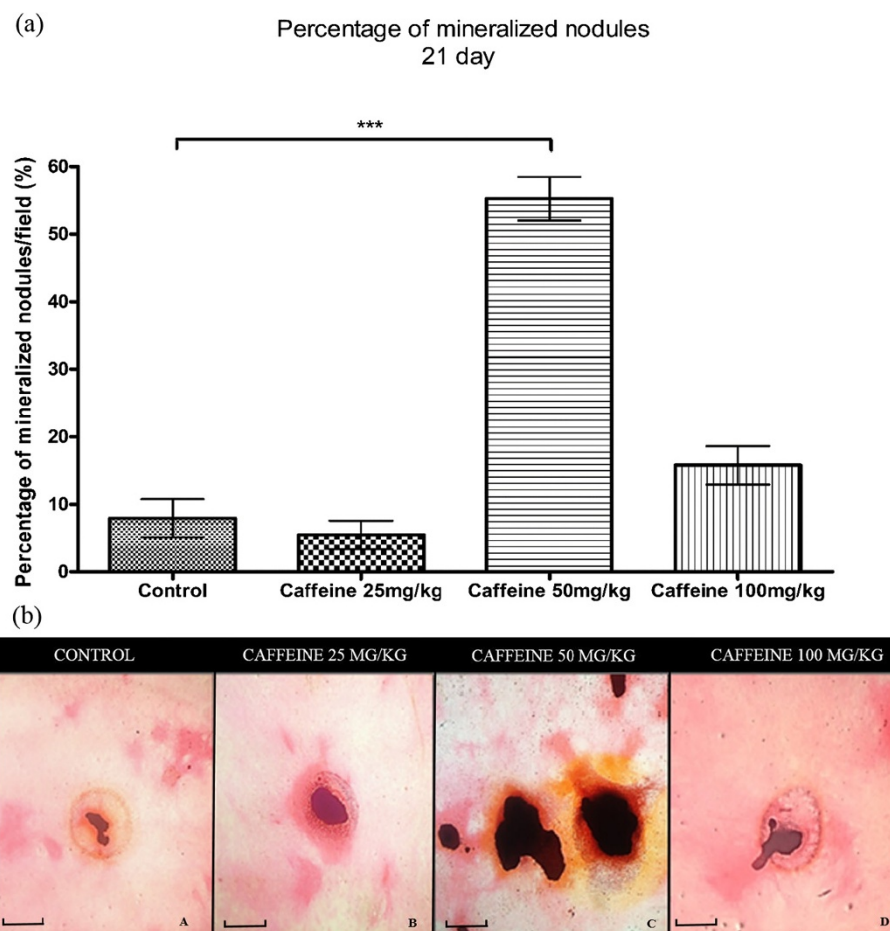 (a)
Percentage of mineralized nodules
21 day
***
Percentage of mineralized nodules/field (%)
60
50
40
30
20
10
0
Control
Caffeine 25mg/kg
Caffeine 50mg/kg
Caffeine 100mg/kg
(b)
CONTROL
CAFFEINE 25 MG/KG
CAFFEINE 50 MG/KG
CAFFEINE 100 MG/KG
A
B
C
D